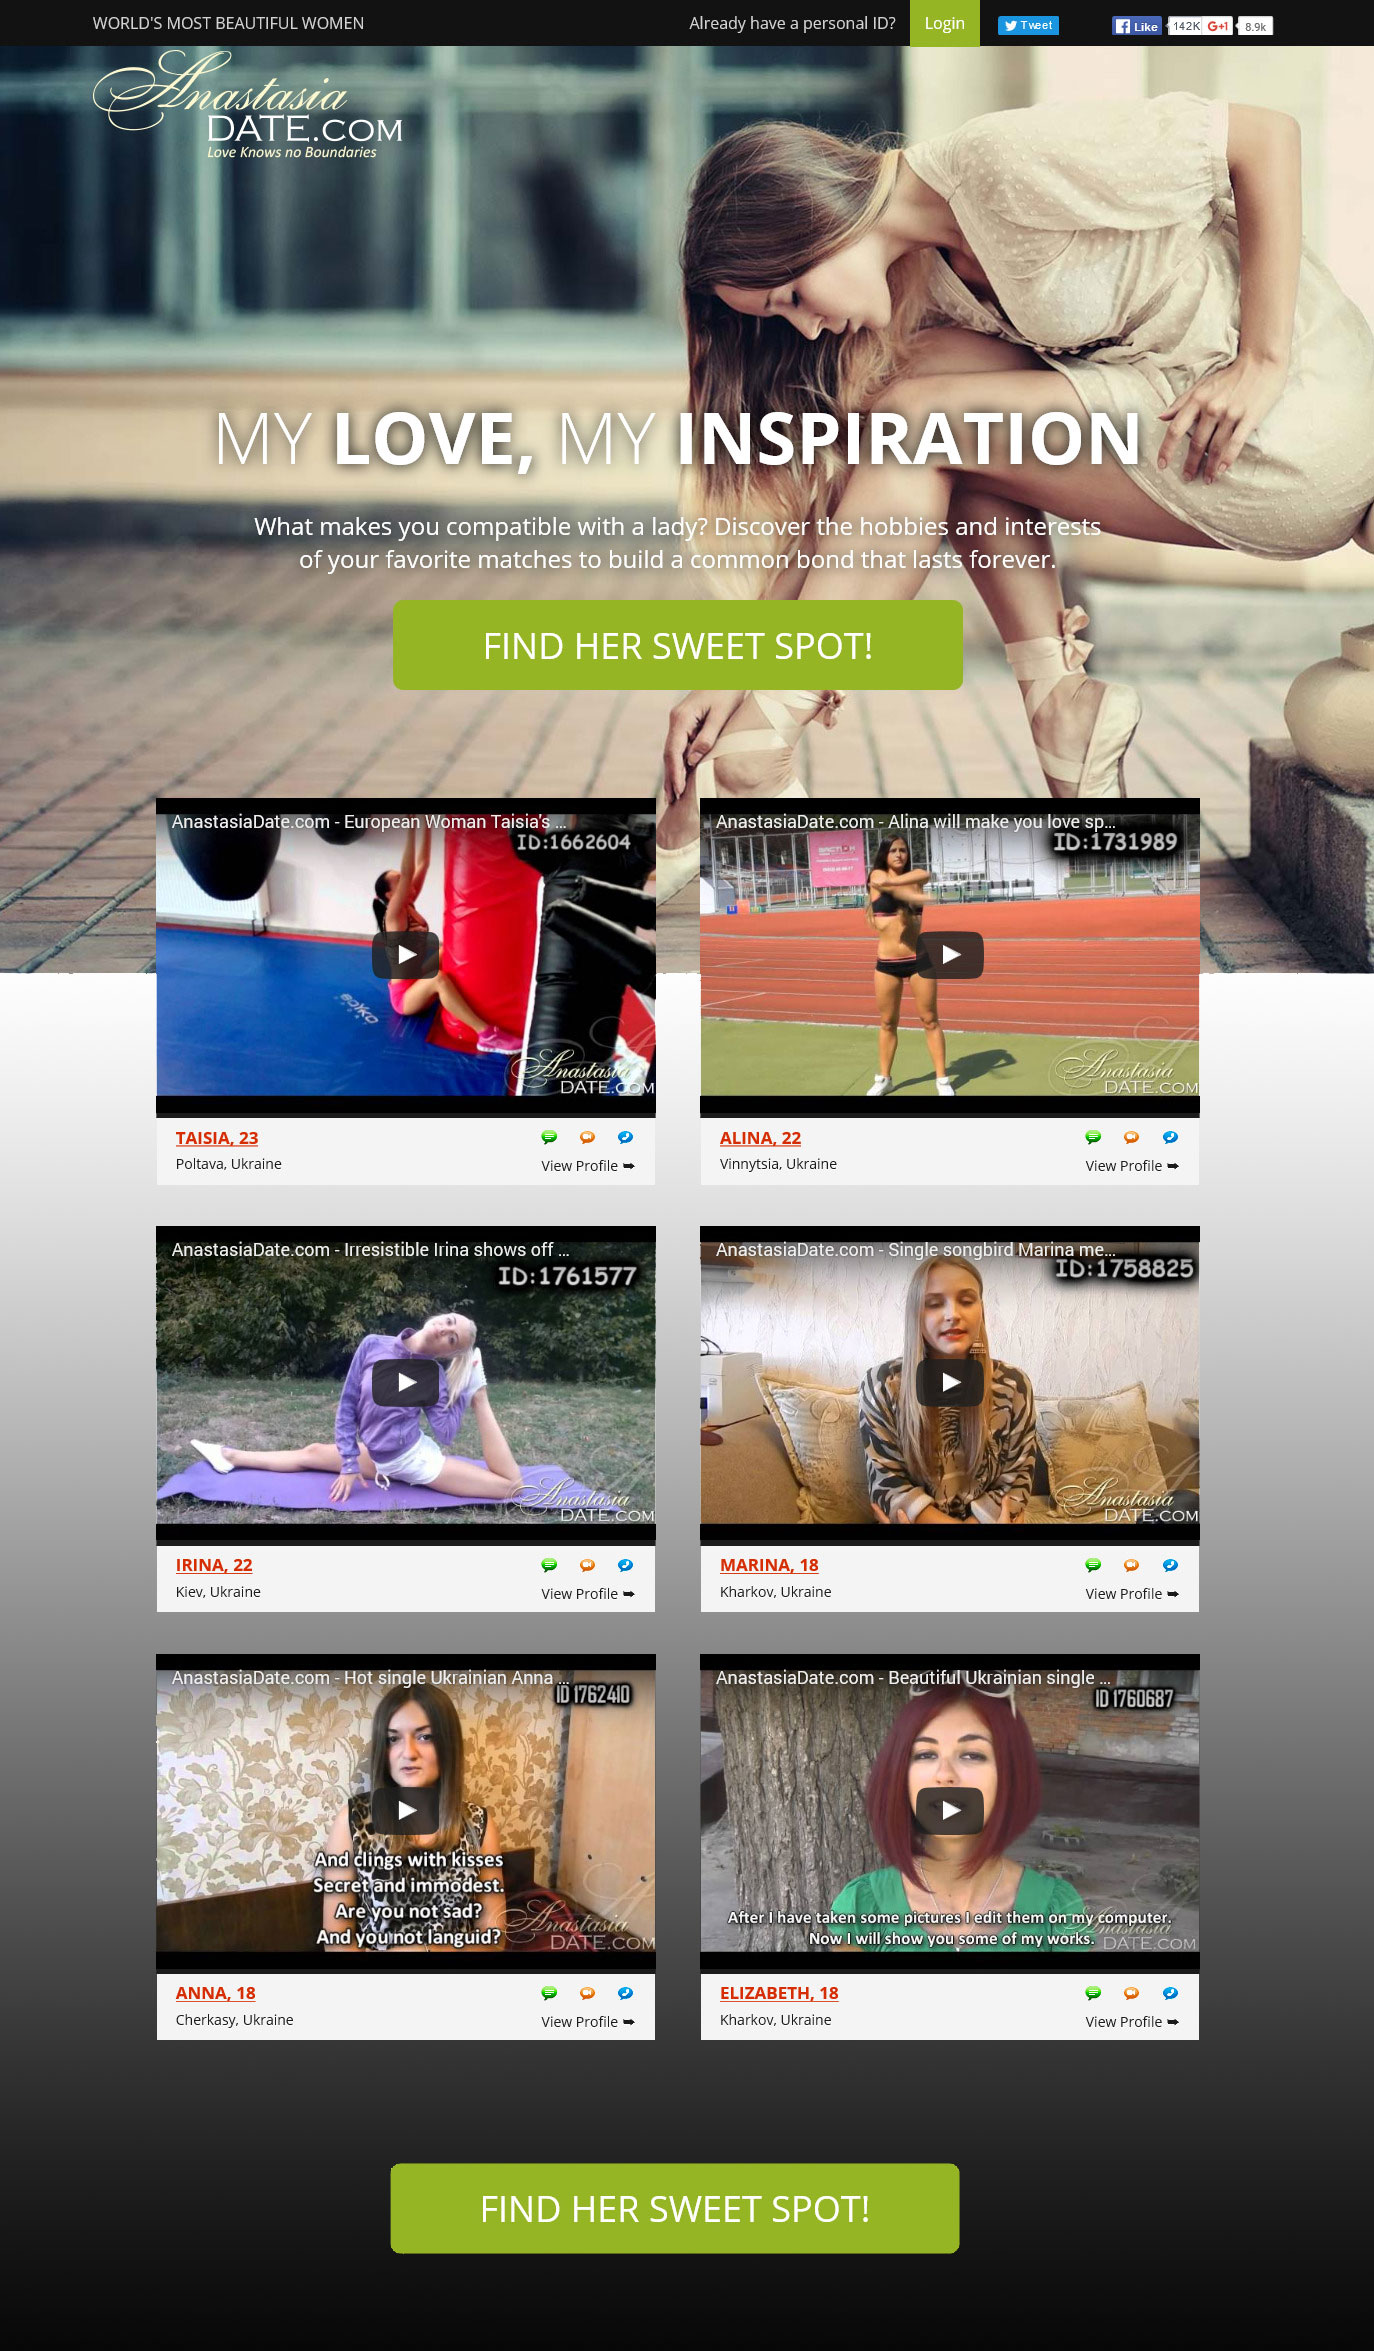 WORLD'S MOST BEAUTIFUL WOMEN
Already have a personal ID?
Login
Tweet
Like
142K
G+1
8.9k
Anastasia
DATE.COM
Love Knows no Boundaries
MY LOVE, MY INSPIRATION
What makes you compatible with a lady? Discover the hobbies and interests
of your favorite matches to build a common bond that lasts forever.
FIND HER SWEET SPOT!
AnastasiaDate.com - European Woman Taisia's ...
ID:1662604
BOYKO
Anastasia
DATE.COM
TAISIA, 23
Poltava, Ukraine
View Profile ➥
AnastasiaDate.com - Alina will make you love sp...
ID:1731989
Anastasia
DATE.COM
ALINA, 22
Vinnytsia, Ukraine
View Profile ➥
AnastasiaDate.com - Irresistible Irina shows off ...
ID:1761577
Anastasia
DATE.COM
IRINA, 22
Kiev, Ukraine
View Profile ➥
AnastasiaDate.com - Single songbird Marina me...
ID:1758825
Anastasia
DATE.COM
MARINA, 18
Kharkov, Ukraine
View Profile ➥
AnastasiaDate.com - Hot single Ukrainian Anna ...
ID 1762410
And clings with kisses
Secret and immodest.
Are you not sad?
And you not languid?
Anastasia
DATE.COM
ANNA, 18
Cherkasy, Ukraine
View Profile ➥
AnastasiaDate.com - Beautiful Ukrainian single ...
ID 1760687
After I have taken some pictures I edit them on my computer.
Now I will show you some of my works.
Anastasia
DATE.COM
ELIZABETH, 18
Kharkov, Ukraine
View Profile ➥
FIND HER SWEET SPOT!